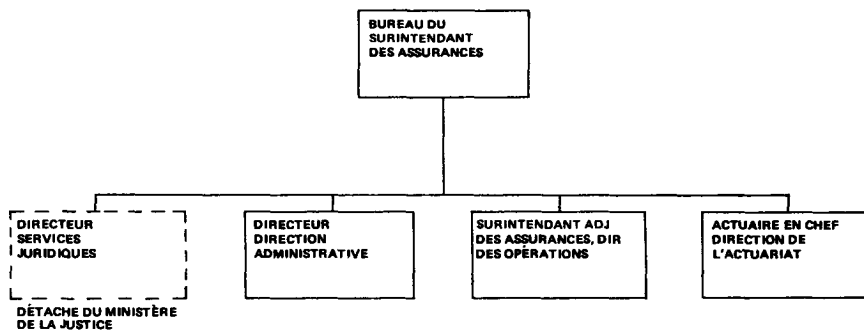 BUREAU DU
SURINTENDANT
DES ASSURANCES
DIRECTEUR
SERVICES
JURIDIQUES
DÉTACHE DU MINISTÈRE
DE LA JUSTICE
DIRECTEUR
DIRECTION
ADMINISTRATIVE
SURINTENDANT ADJ
DES ASSURANCES, DIR
DES OPÉRATIONS
ACTUAIRE EN CHEF
DIRECTION DE
L'ACTUARIAT